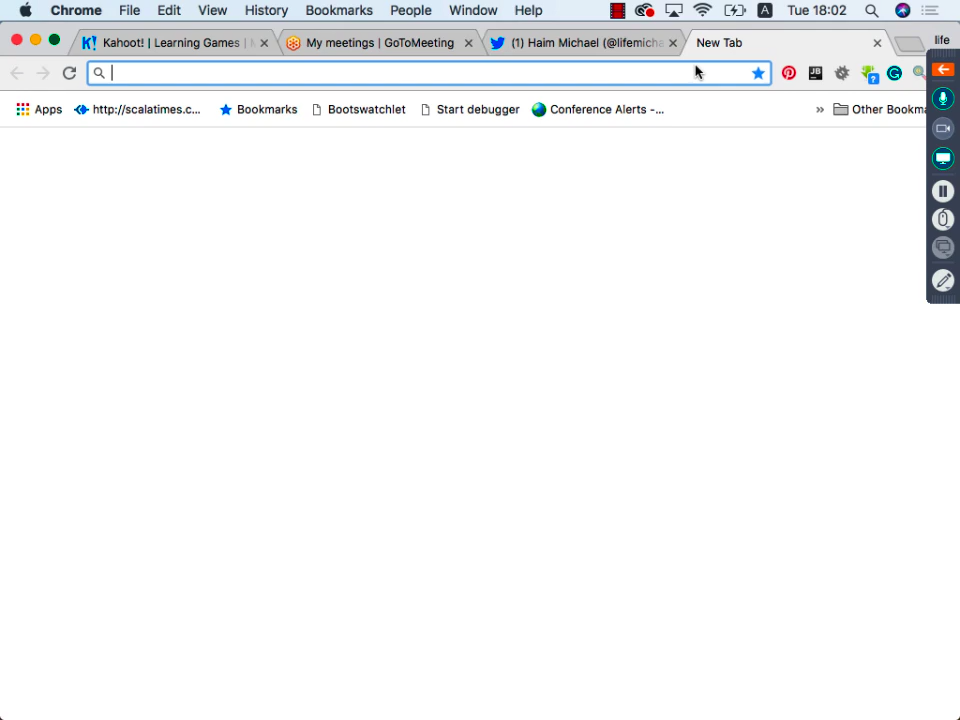 Chrome File Edit View History Bookmarks People Window Help A Tue 18:02
K! Kahoot! | Learning Games | My meetings | GoToMeeting (1) Haim Michael (@lifemicha New Tab life
JB ? G
Apps http://scalatimes.c... Bookmarks Bootswatchlet Start debugger Conference Alerts -... » Other Bookma